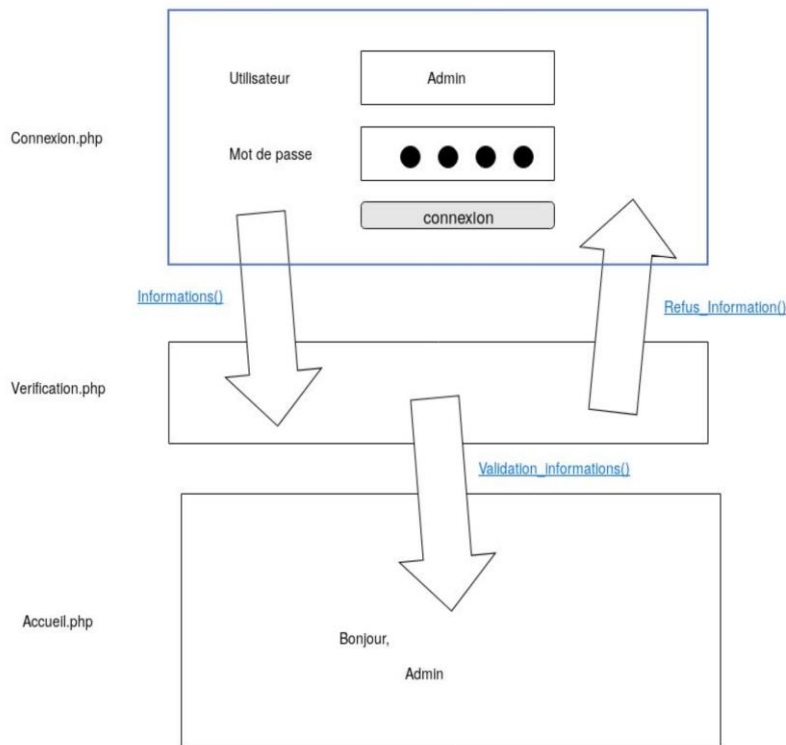 Utilisateur
Admin
Connexion.php
Mot de passe
connexion
Informations()
Refus_Information()
Verification.php
Validation_informations()
Accueil.php
Bonjour,
Admin